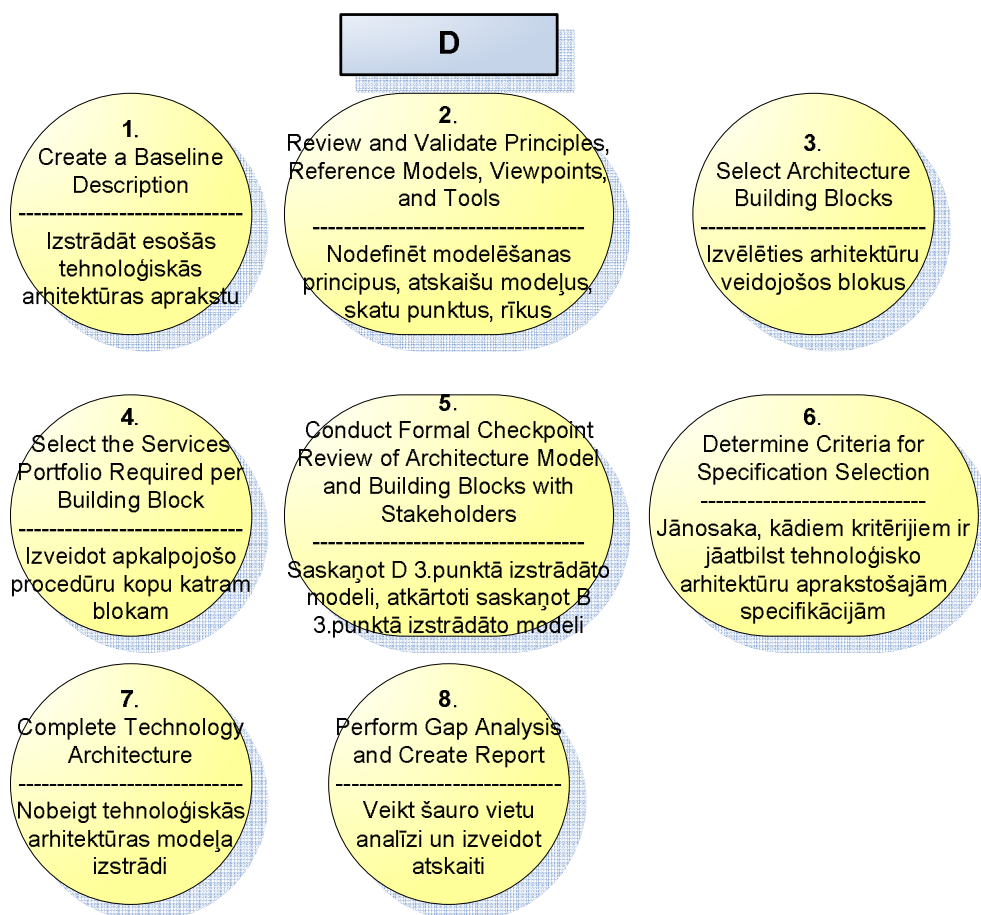 D
1.
Create a Baseline
Description
------------------------------
Izstrādāt esošās
tehnoloģiskās
arhitektūras aprakstu
2.
Review and Validate Principles,
Reference Models, Viewpoints,
and Tools
------------------------------------
Nodefinēt modelēšanas
principus, atskaišu modeļus,
skatu punktus, rīkus
3.
Select Architecture
Building Blocks
------------------------------
Izvēlēties arhitektūru
veidojošos blokus
4.
Select the Services
Portfolio Required per
Building Block
------------------------------
Izveidot apkalpojošo
procedūru kopu katram
blokam
5.
Conduct Formal Checkpoint
Review of Architecture Model
and Building Blocks with
Stakeholders
------------------------------------
Saskaņot D 3.punktā izstrādāto
modeli, atkārtoti saskaņot B
3.punktā izstrādāto modeli
6.
Determine Criteria for
Specification Selection
------------------------------
Jānosaka, kādiem kritērijiem ir
jāatbilst tehnoloģisko
arhitektūru aprakstošajām
specifikācijām
7.
Complete Technology
Architecture
------------------------------
Nobeigt tehnoloģiskās
arhitektūras modeļa
izstrādi
8.
Perform Gap Analysis
and Create Report
------------------------------
Veikt šauro vietu
analīzi un izveidot
atskaiti